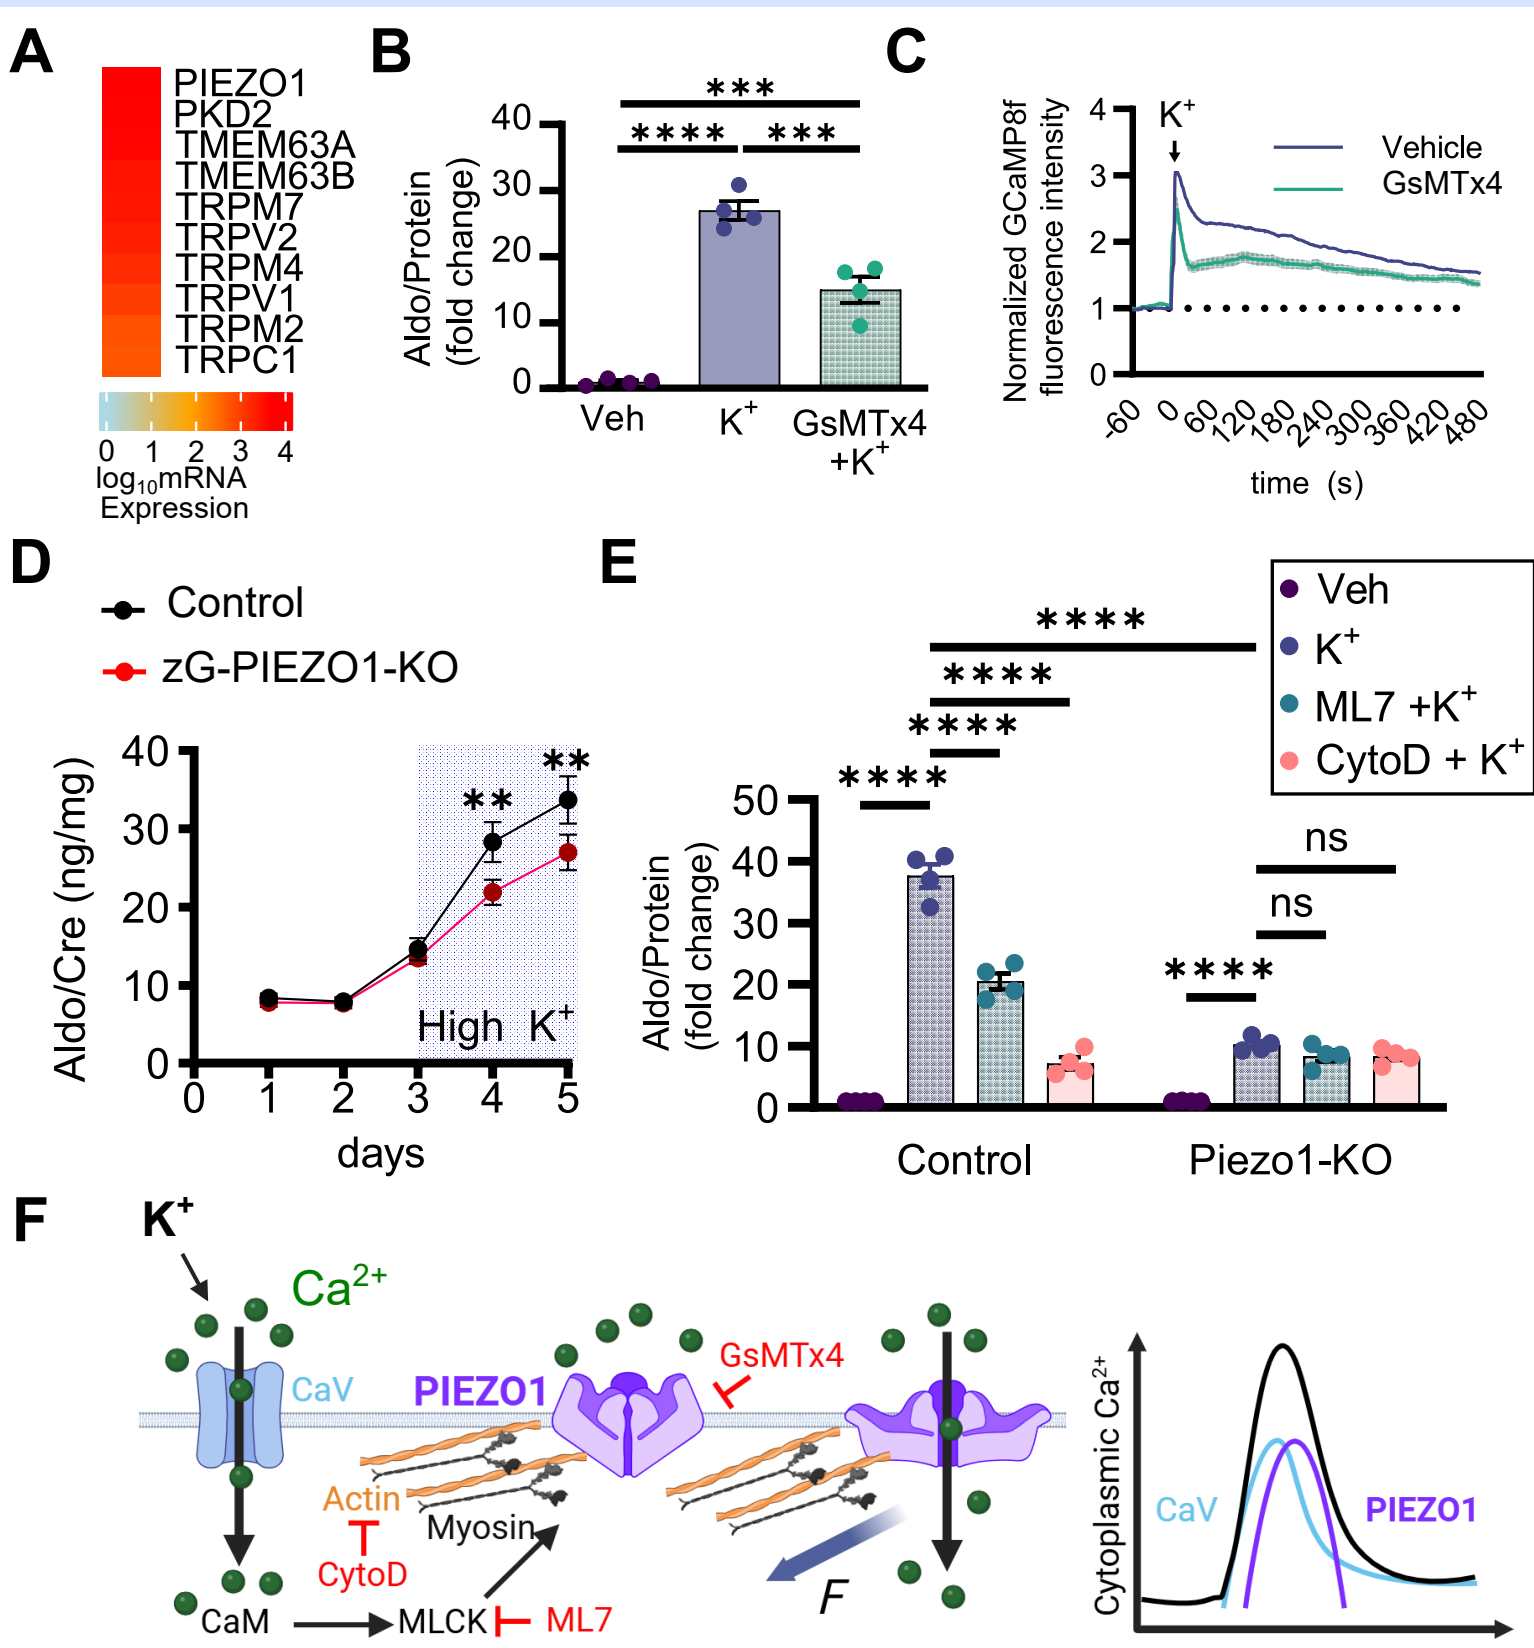 A
PIEZO1
PKD2
TMEM63A
TMEM63B
TRPM7
TRPV2
TRPM4
TRPV1
TRPM2
TRPC1
0 1 2 3 4
log₁₀mRNA
Expression
B
Aldo/Protein
(fold change)
40
30
20
10
0
***
**** ***
Veh
K⁺
GsMTx4
+K⁺
C
Normalized GCaMP8f
fluorescence intensity
4
3
2
1
0
K⁺
Vehicle
GsMTx4
-60 0 60 120 180 240 300 360 420 480
time (s)
D
Control
zG-PIEZO1-KO
Aldo/Cre (ng/mg)
40
30
20
10
0
**
**
High K⁺
0 1 2 3 4 5
days
E
Veh
K⁺
ML7 +K⁺
CytoD + K⁺
Aldo/Protein
(fold change)
50
40
30
20
10
0
****
****
****
****
ns
ns
****
Control
Piezo1-KO
F
K⁺
Ca²⁺
CaV
PIEZO1
GsMTx4
Actin
Myosin
CytoD
CaM
MLCK
ML7
F
Cytoplasmic Ca²⁺
CaV
PIEZO1